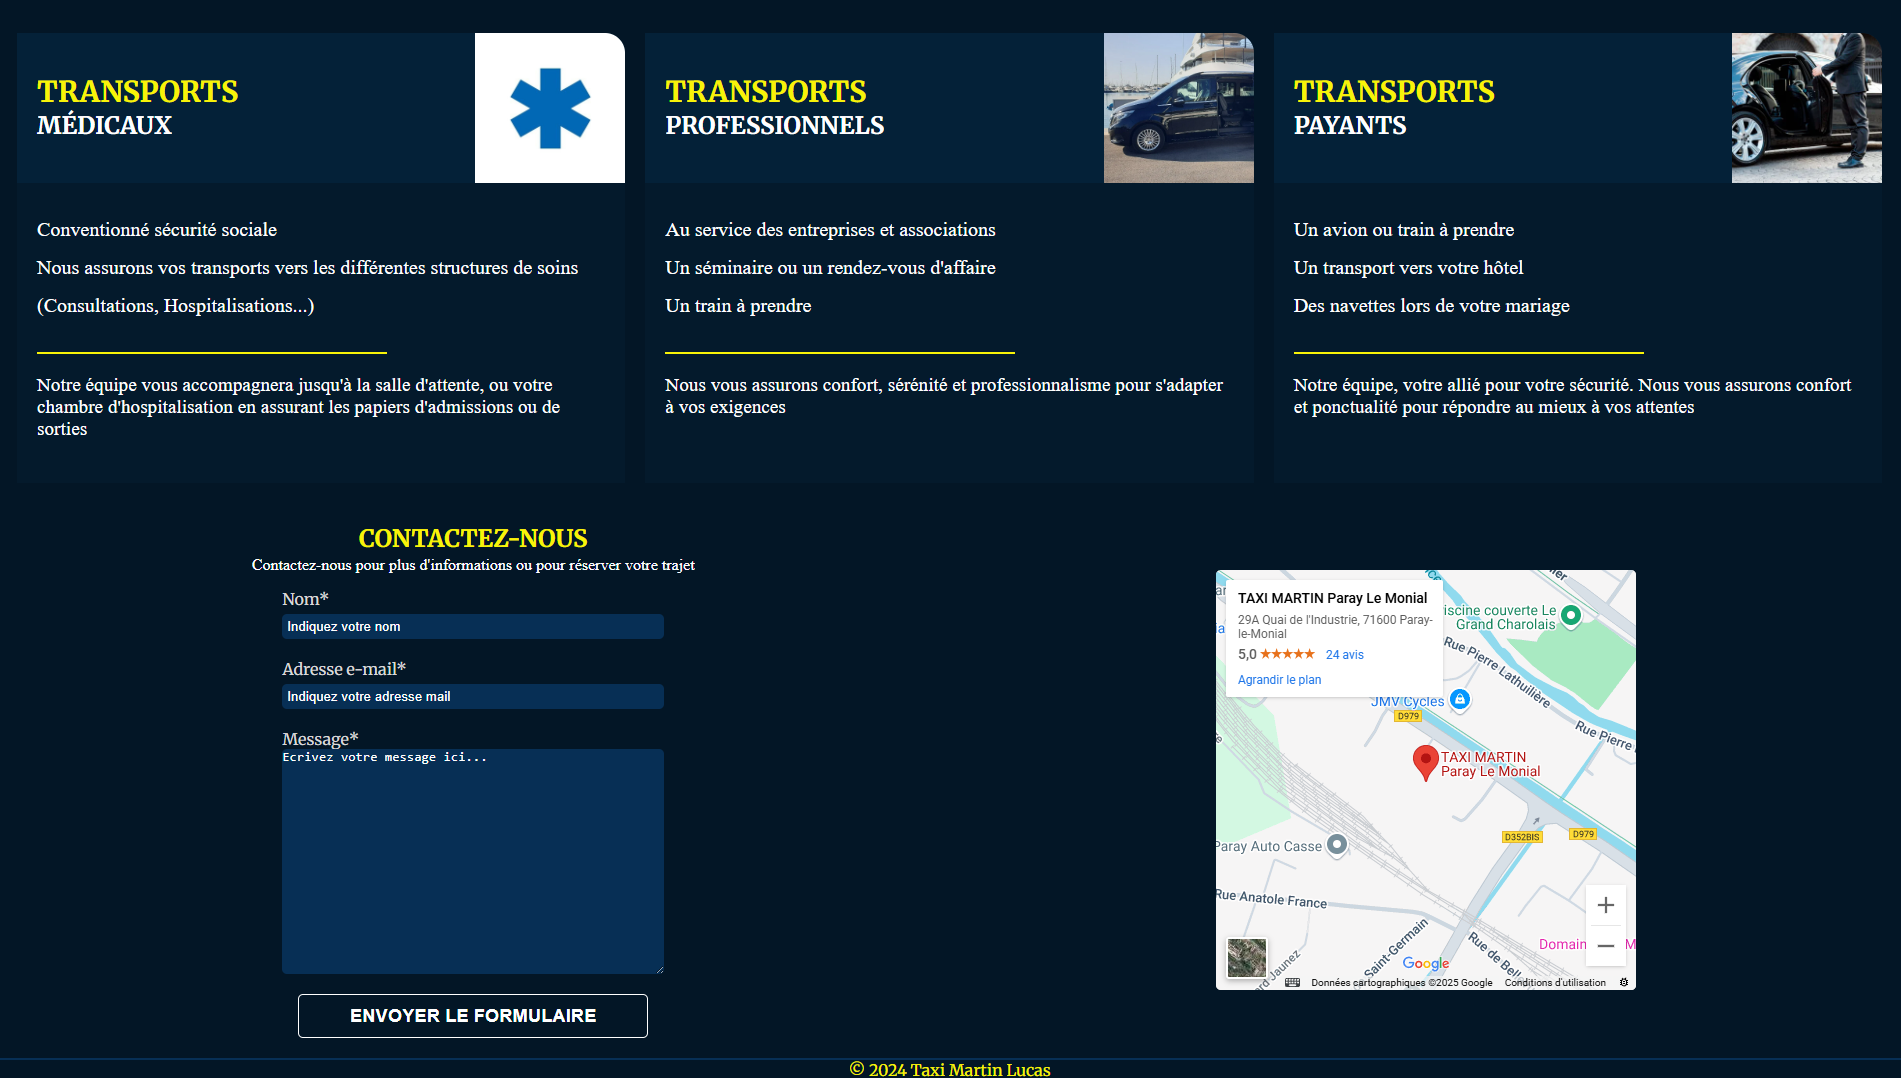 TRANSPORTS
MÉDICAUX
Conventionné sécurité sociale
Nous assurons vos transports vers les différentes structures de soins
(Consultations, Hospitalisations...)
Notre équipe vous accompagnera jusqu'à la salle d'attente, ou votre
chambre d'hospitalisation en assurant les papiers d'admissions ou de
sorties
TRANSPORTS
PROFESSIONNELS
Au service des entreprises et associations
Un séminaire ou un rendez-vous d'affaire
Un train à prendre
Nous vous assurons confort, sérénité et professionnalisme pour s'adapter
à vos exigences
TRANSPORTS
PAYANTS
Un avion ou train à prendre
Un transport vers votre hôtel
Des navettes lors de votre mariage
Notre équipe, votre allié pour votre sécurité. Nous vous assurons confort
et ponctualité pour répondre au mieux à vos attentes
CONTACTEZ-NOUS
Contactez-nous pour plus d'informations ou pour réserver votre trajet
Nom*
Indiquez votre nom
Adresse e-mail*
Indiquez votre adresse mail
Message*
Ecrivez votre message ici...
ENVOYER LE FORMULAIRE
TAXI MARTIN Paray Le Monial
29A Quai de l'Industrie, 71600 Paray-
le-Monial
5,0 ★★★★★ 24 avis
Agrandir le plan
iscine couverte Le
Grand Charolais
Rue Pierre Lathuilière
Rue Pierre
JMV Cycles
D979
TAXI MARTIN
Paray Le Monial
D352BIS
D979
Paray Auto Casse
Rue Anatole France
Saint-Germain
Rue de Bell
rd Jaunez
Domain
M
Google
Données cartographiques ©2025 Google
Conditions d'utilisation
© 2024 Taxi Martin Lucas